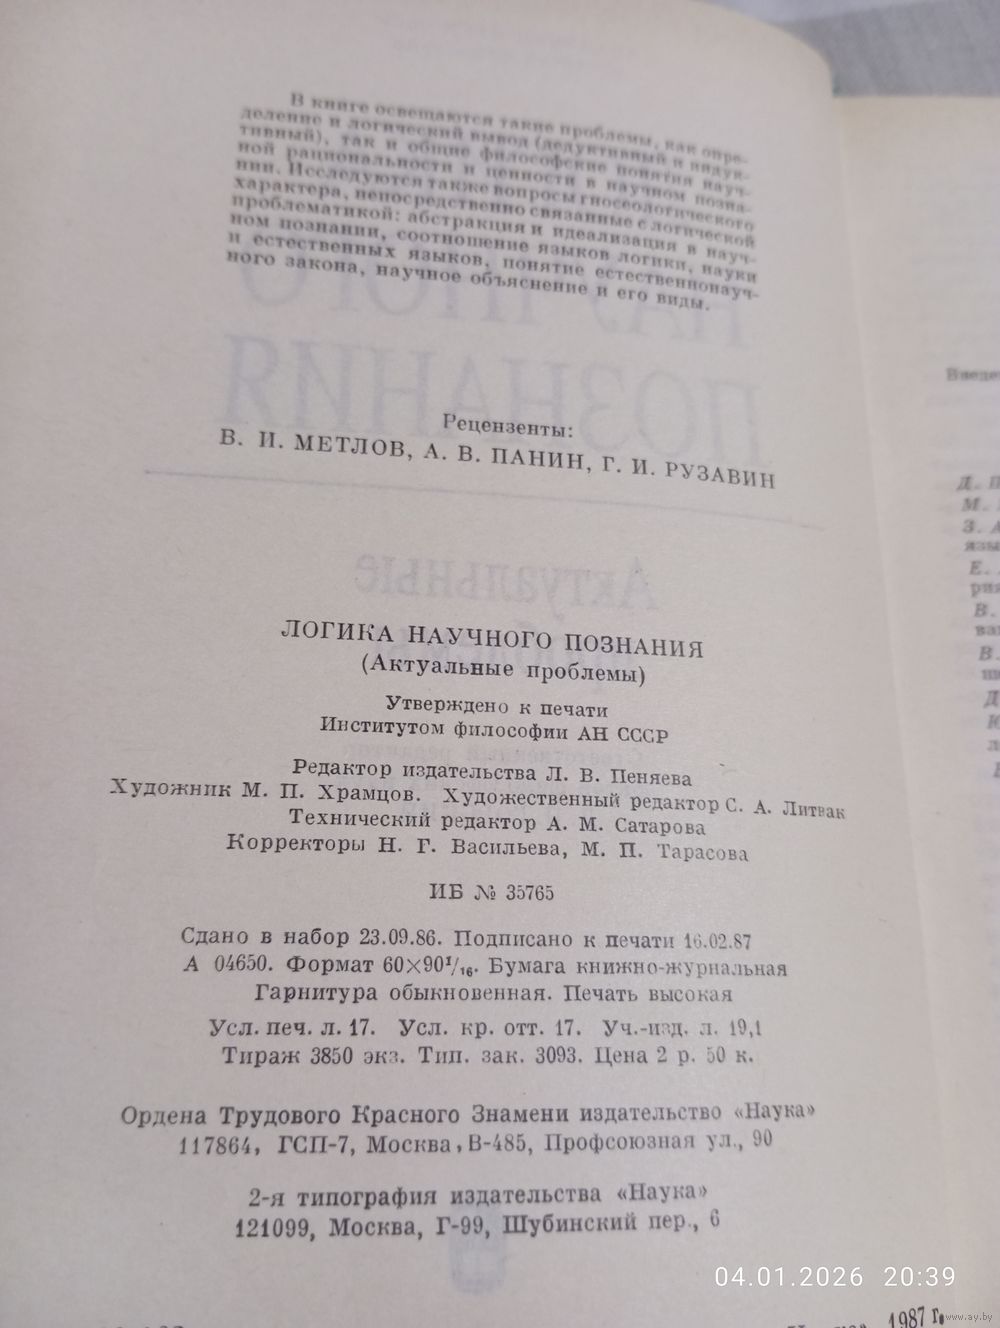 В книге освещаются такие проблемы, как опре-
деление и логический вывод (дедуктивный и индук-
тивный), так и общие философские понятия науч-
ной рациональности и ценности в научном позна-
нии. Исследуются также вопросы гносеологического
характера, непосредственно связанные с логической
проблематикой: абстракция и идеализация в науч-
ном познании, соотношение языков логики, науки
и естественных языков, понятие естественнонауч-
ного закона, научное объяснение и его виды.
Рецензенты:
В. И. МЕТЛОВ, А. В. ПАНИН, Г. И. РУЗАВИН
Актуальные
ПОЗНАНИЯ
ЛОГИКА НАУЧНОГО ПОЗНАНИЯ
(Актуальные проблемы)
Утверждено к печати
Институтом философии АН СССР
Редактор издательства Л. В. Пеняева
Художник М. П. Храмцов. Художественный редактор С. А. Литвак
Технический редактор А. М. Сатарова
Корректоры Н. Г. Васильева, М. П. Тарасова
ИБ № 35765
Сдано в набор 23.09.86. Подписано к печати 16.02.87
А 04650. Формат 60×90¹/₁₆. Бумага книжно-журнальная
Гарнитура обыкновенная. Печать высокая
Усл. печ. л. 17. Усл. кр. отт. 17. Уч.-изд. л. 19,1
Тираж 3850 экз. Тип. зак. 3093. Цена 2 р. 50 к.
Ордена Трудового Красного Знамени издательство «Наука»
117864, ГСП-7, Москва, В-485, Профсоюзная ул., 90
2-я типография издательства «Наука»
121099, Москва, Г-99, Шубинский пер., 6
04.01.2026 20:39
1987 г.
www.ay.by